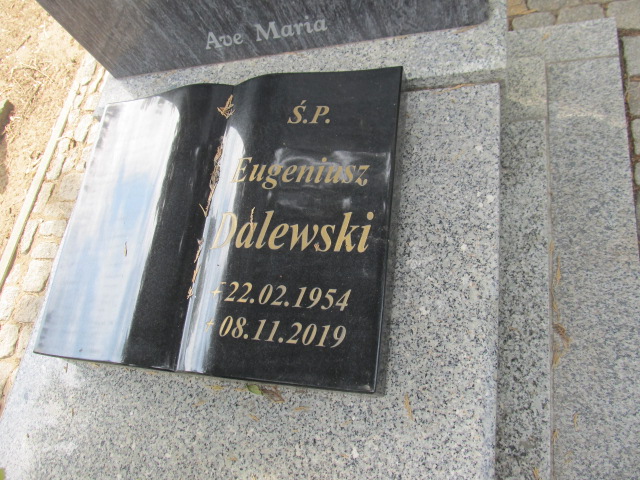 Ave Maria
Ś.P.
Eugeniusz
Dalewski
* 22.02.1954
+ 08.11.2019